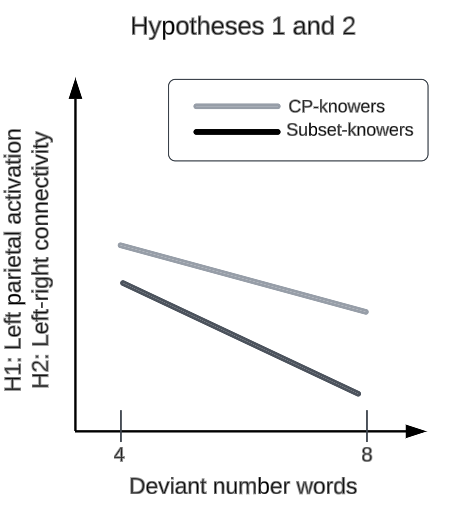 Hypotheses 1 and 2
CP-knowers
Subset-knowers
H1: Left parietal activation
H2: Left-right connectivity
4
8
Deviant number words